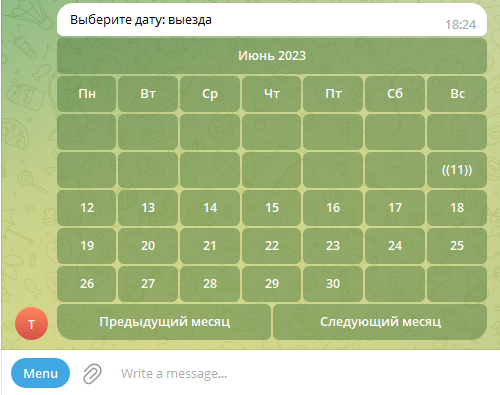 Выберите дату: выезда
18:24
Июнь 2023
Пн Вт Ср Чт Пт Сб Вс
((11))
12 13 14 15 16 17 18
19 20 21 22 23 24 25
26 27 28 29 30
Предыдущий месяц Следующий месяц
T
Menu Write a message...